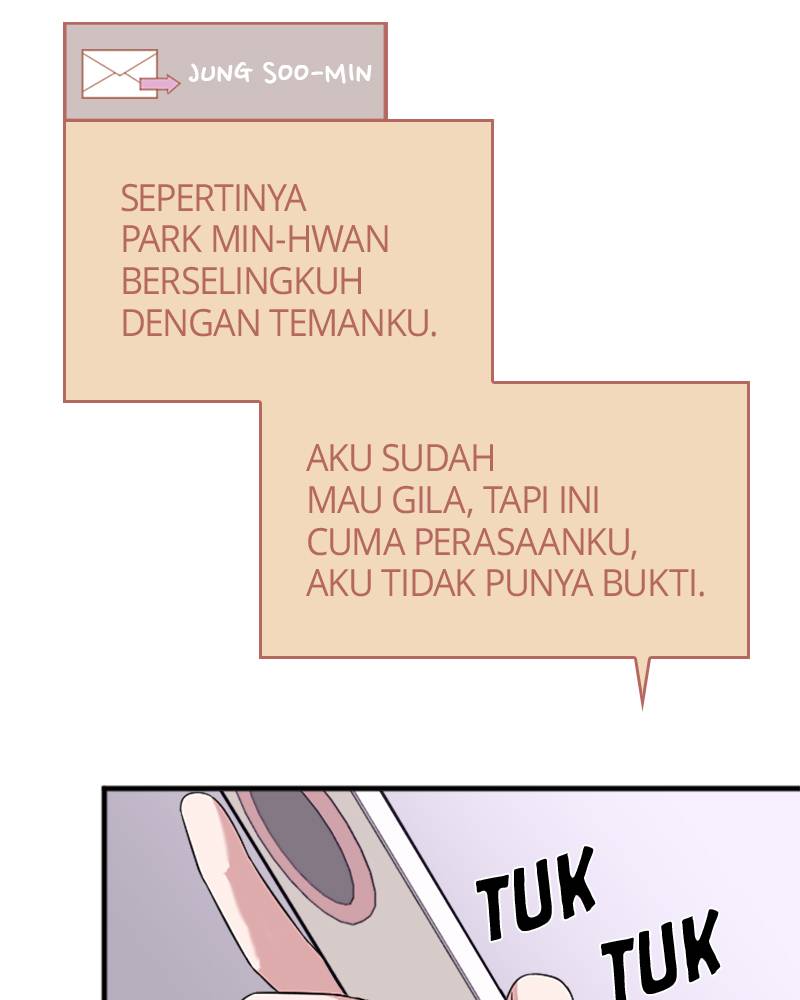 JUNG SOO-MIN
SEPERTINYA
PARK MIN-HWAN
BERSELINGKUH
DENGAN TEMANKU.
AKU SUDAH
MAU GILA, TAPI INI
CUMA PERASAANKU,
AKU TIDAK PUNYA BUKTI.
TUK
TUK